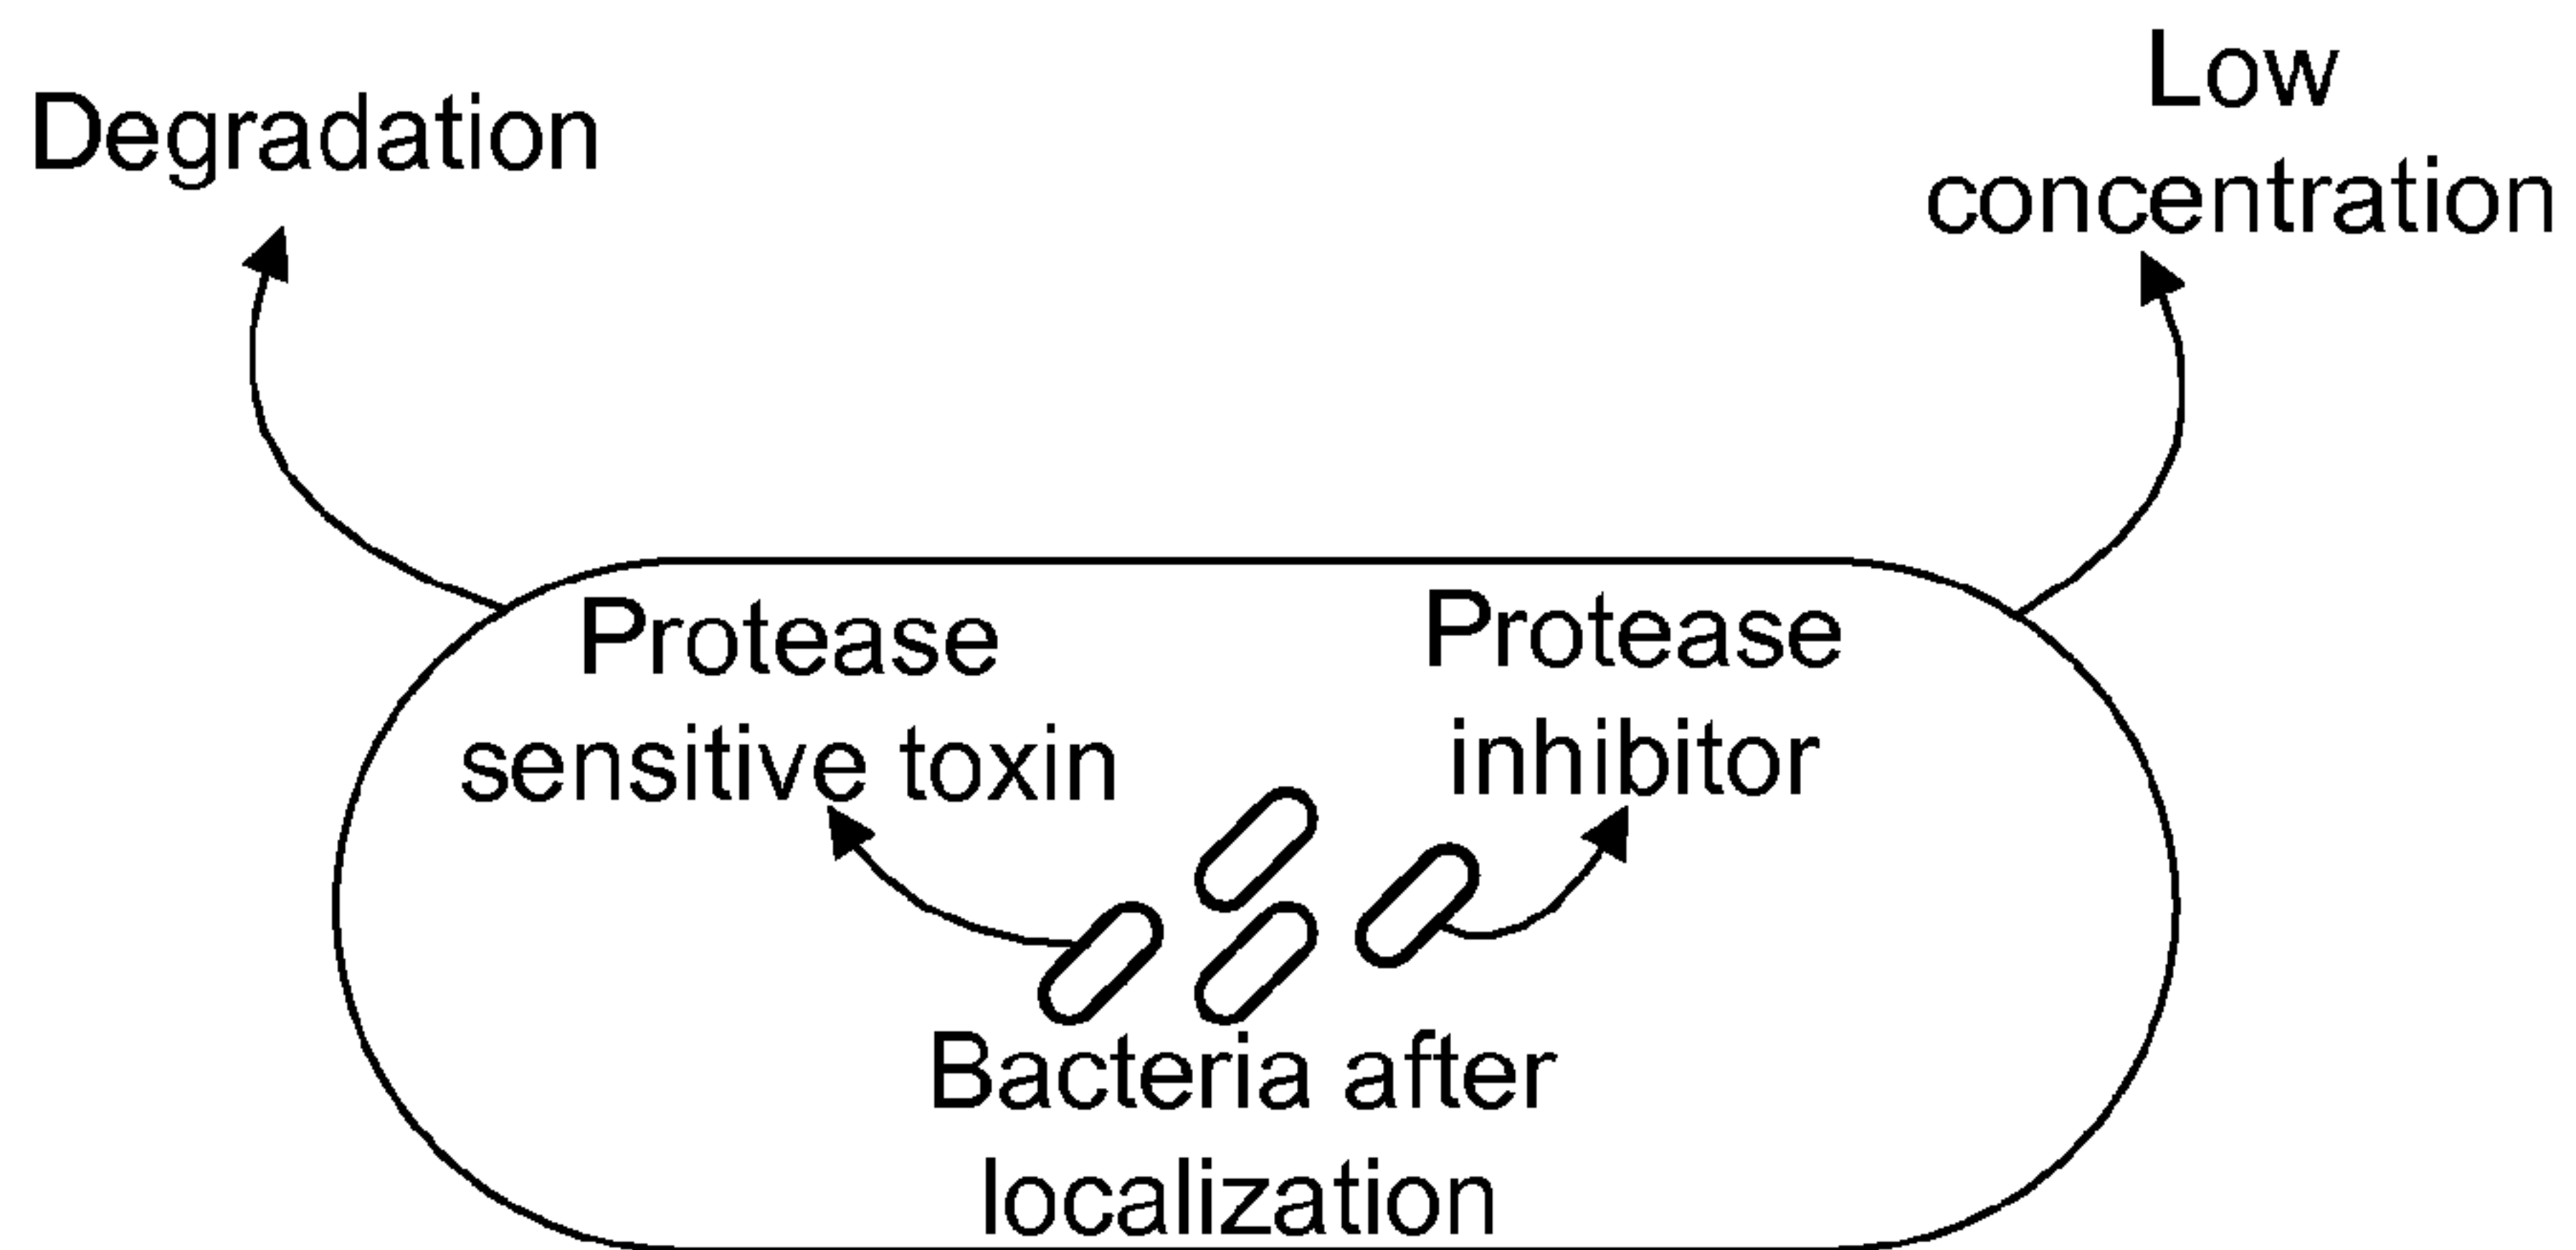 Degradation
Low
concentration
Protease
sensitive toxin
Protease
inhibitor
Bacteria after
localization